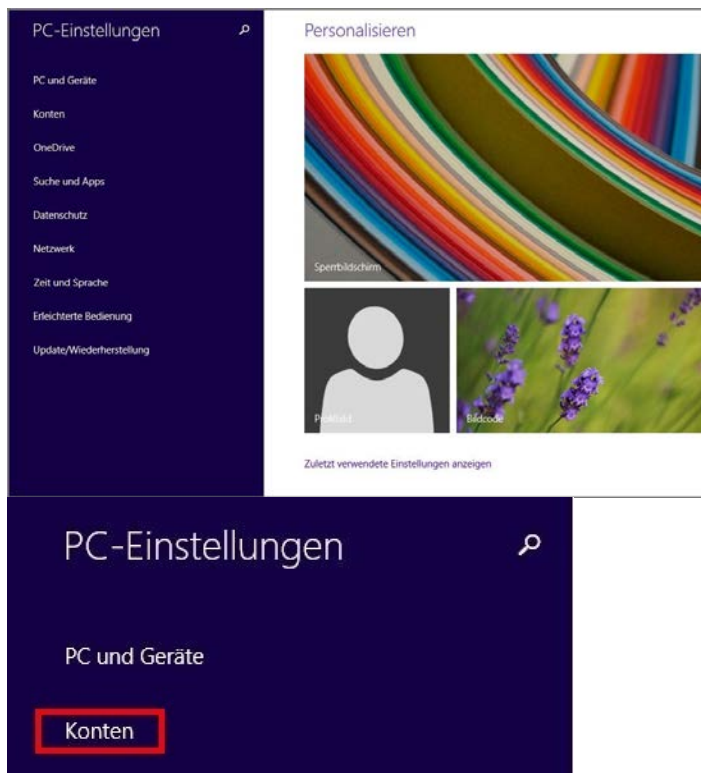 PC-Einstellungen
PC und Geräte
Konten
OneDrive
Suche und Apps
Datenschutz
Netzwerk
Zeit und Sprache
Erleichterte Bedienung
Update/Wiederherstellung
Personalisieren
Sperrbildschirm
Profilbild
Bildcode
Zuletzt verwendete Einstellungen anzeigen
PC-Einstellungen
PC und Geräte
Konten